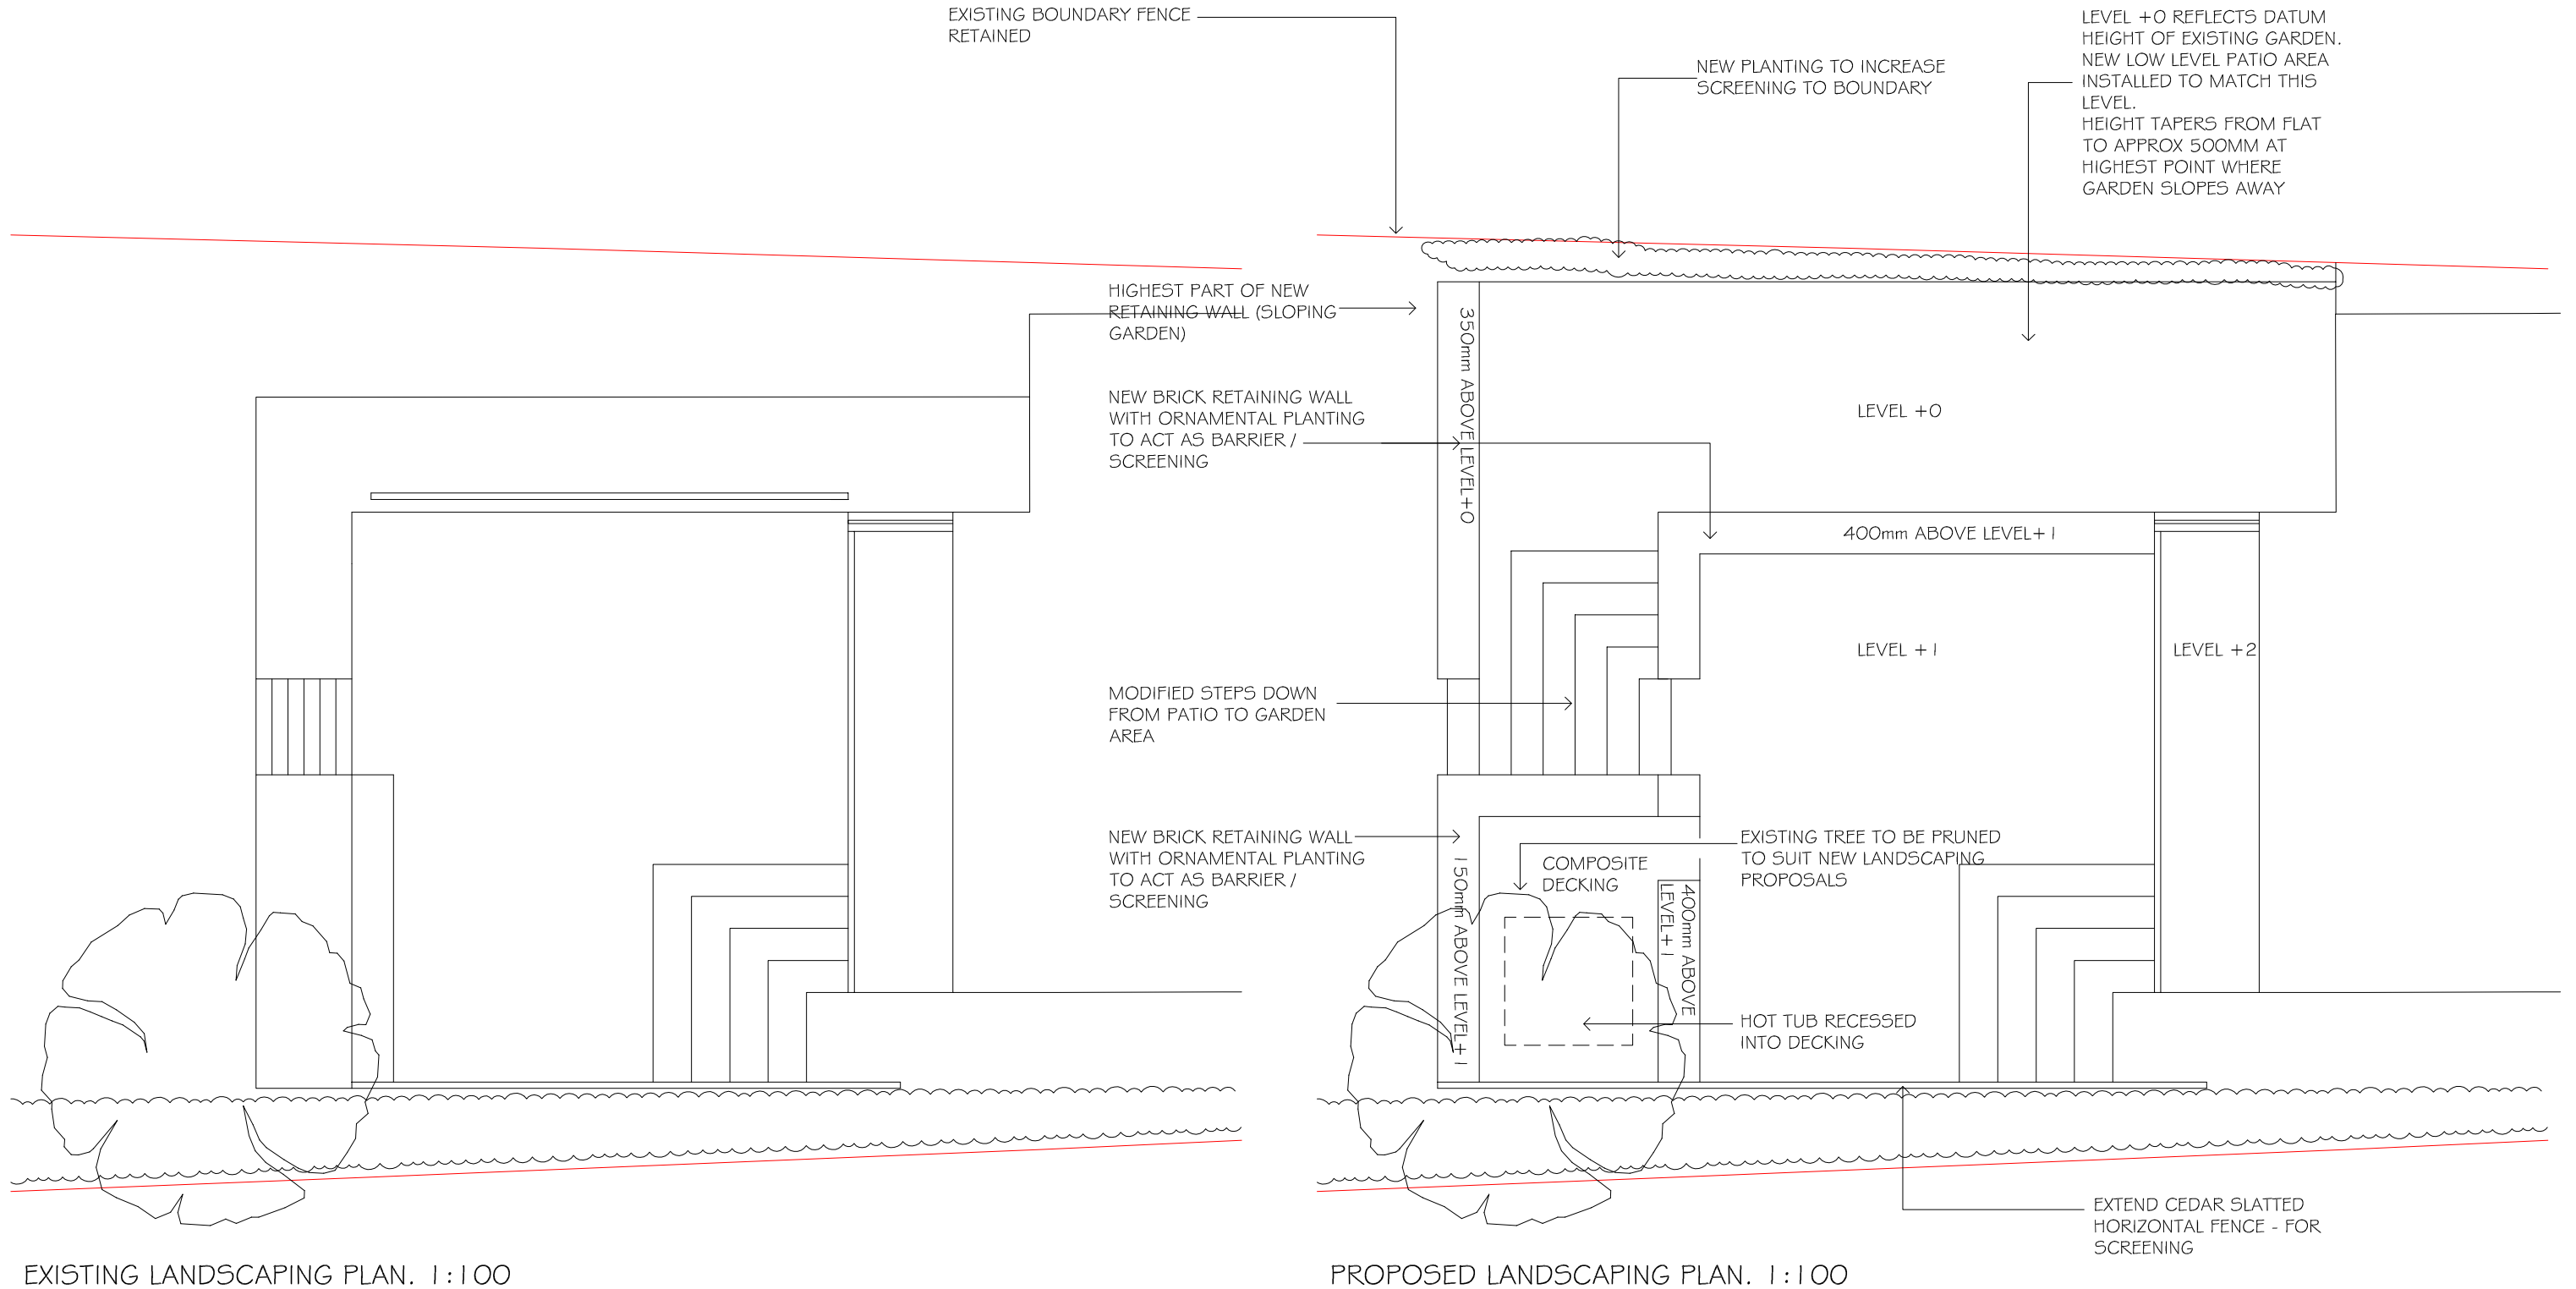 EXISTING BOUNDARY FENCE
RETAINED
NEW PLANTING TO INCREASE
SCREENING TO BOUNDARY
LEVEL +0 REFLECTS DATUM
HEIGHT OF EXISTING GARDEN.
NEW LOW LEVEL PATIO AREA
INSTALLED TO MATCH THIS
LEVEL.
HEIGHT TAPERS FROM FLAT
TO APPROX 500MM AT
HIGHEST POINT WHERE
GARDEN SLOPES AWAY
HIGHEST PART OF NEW
RETAINING WALL (SLOPING
GARDEN)
350mm ABOVE LEVEL+0
NEW BRICK RETAINING WALL
WITH ORNAMENTAL PLANTING
TO ACT AS BARRIER /
SCREENING
LEVEL +0
400mm ABOVE LEVEL+1
LEVEL +1
LEVEL +2
MODIFIED STEPS DOWN
FROM PATIO TO GARDEN
AREA
NEW BRICK RETAINING WALL
WITH ORNAMENTAL PLANTING
TO ACT AS BARRIER /
SCREENING
150mm ABOVE LEVEL+1
COMPOSITE
DECKING
400mm ABOVE
LEVEL+1
EXISTING TREE TO BE PRUNED
TO SUIT NEW LANDSCAPING
PROPOSALS
HOT TUB RECESSED
INTO DECKING
EXTEND CEDAR SLATTED
HORIZONTAL FENCE - FOR
SCREENING
EXISTING LANDSCAPING PLAN. 1:100
PROPOSED LANDSCAPING PLAN. 1:100